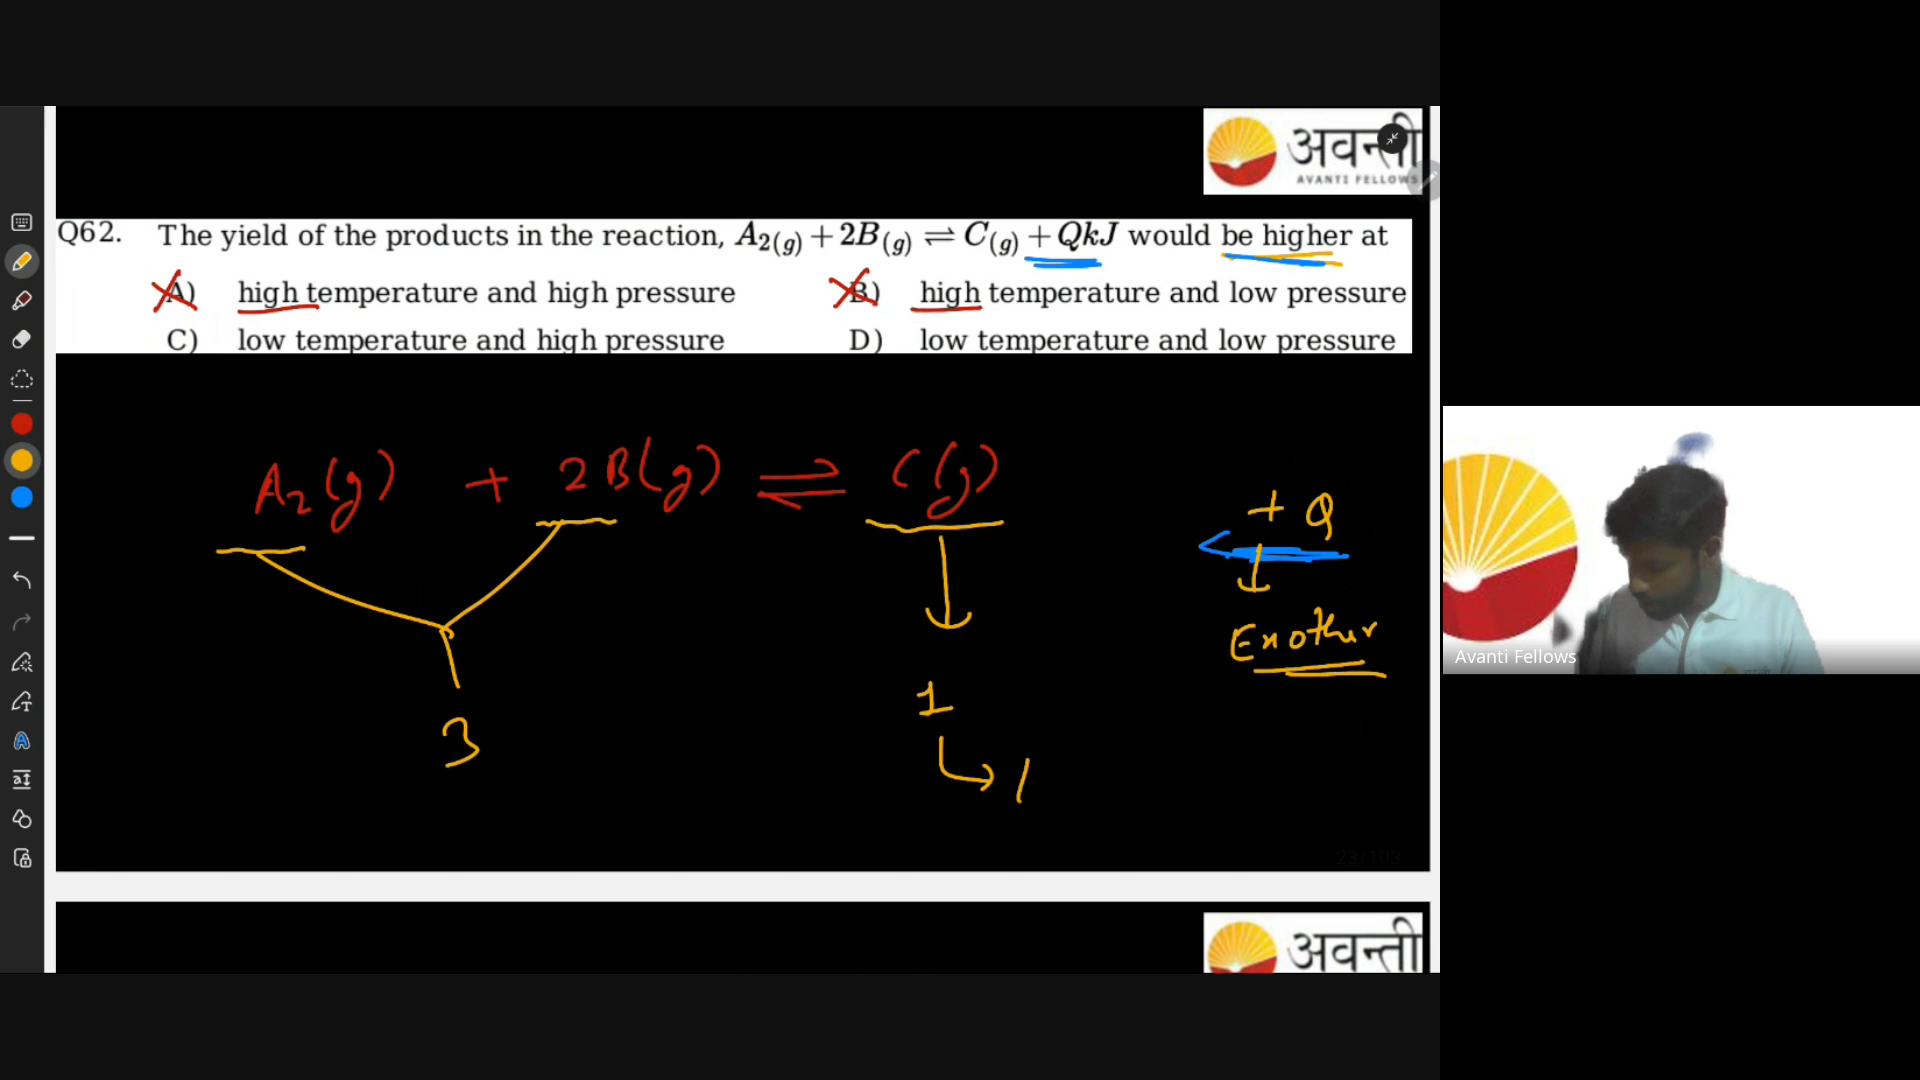 अवन्ती
AVANTI FELLOWS
Q62. The yield of the products in the reaction, A2(g) + 2B(g) ⇌ C(g) + QkJ would be higher at
A) high temperature and high pressure B) high temperature and low pressure
C) low temperature and high pressure D) low temperature and low pressure
A2(g) + 2B(g) ⇌ C(g) + Q
Exother
3
1
1
23/103
अवन्ती
Avanti Fellows